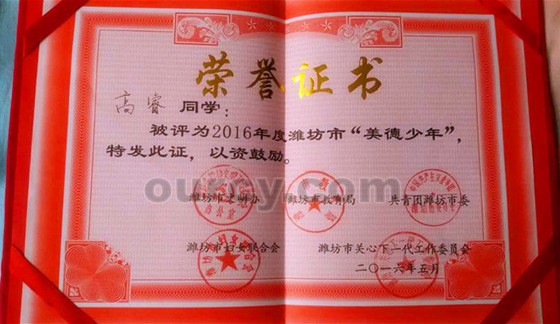 荣誉证书
高睿 同学：
被评为2016年度潍坊市“美德少年”，
特发此证，以资鼓励。
潍坊市文明办 潍坊市教育局 共青团潍坊市委
潍坊市妇女联合会 潍坊市关心下一代工作委员会
二〇一六年五月